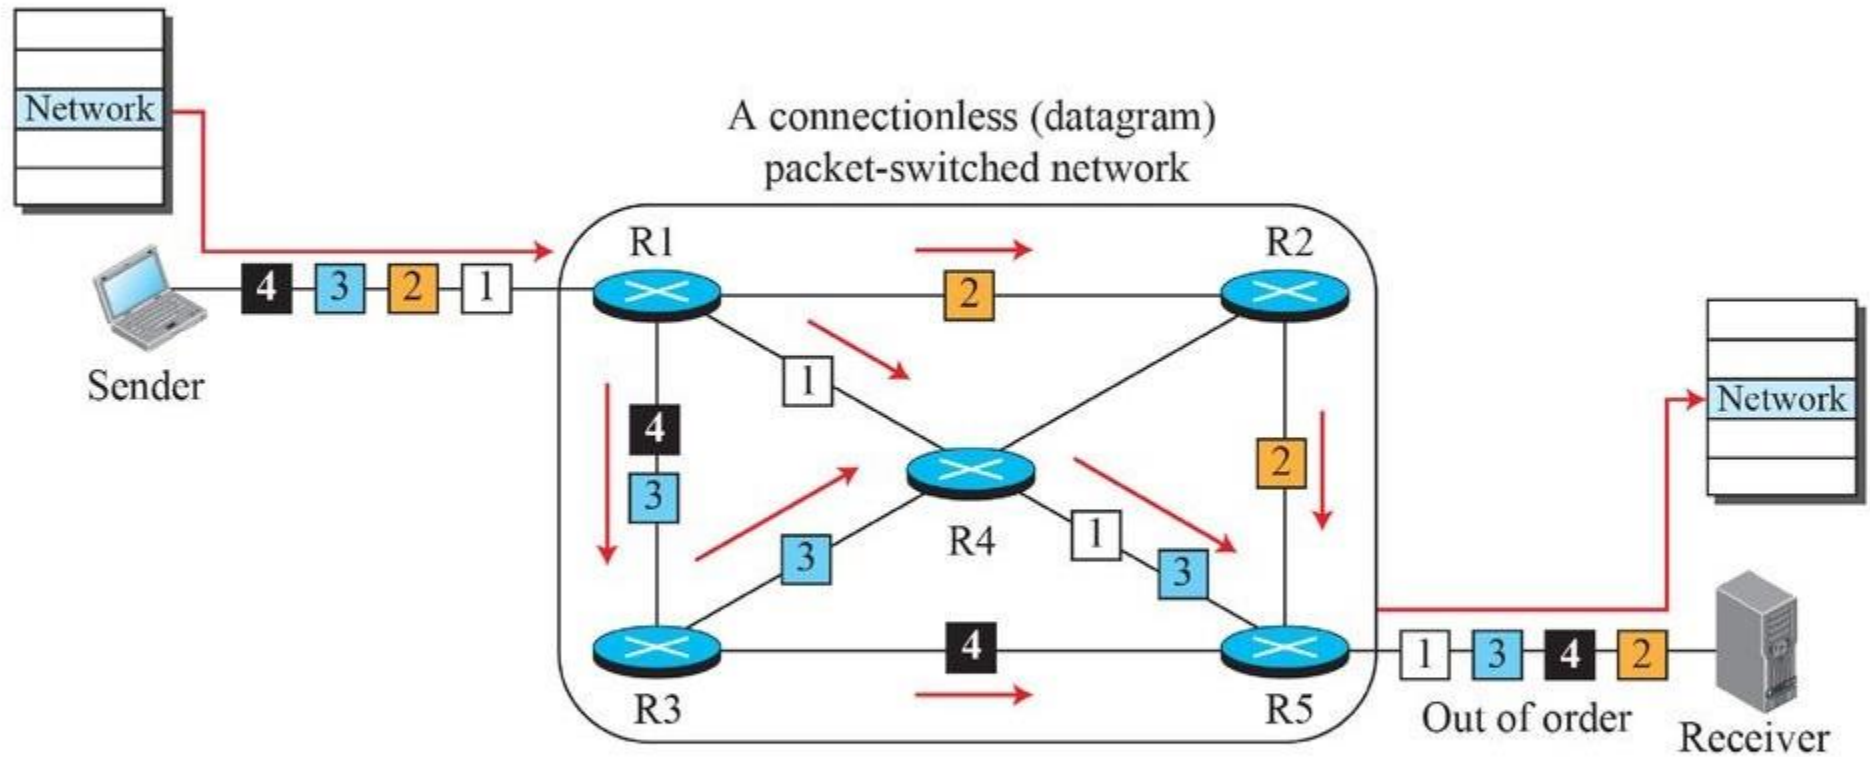 Network
A connectionless (datagram)
packet-switched network
R1
R2
4 3 2 1
2
Sender
1
4
3
2
Network
R4
1
3
3
4
1 3 4 2
R3
R5
Out of order
Receiver